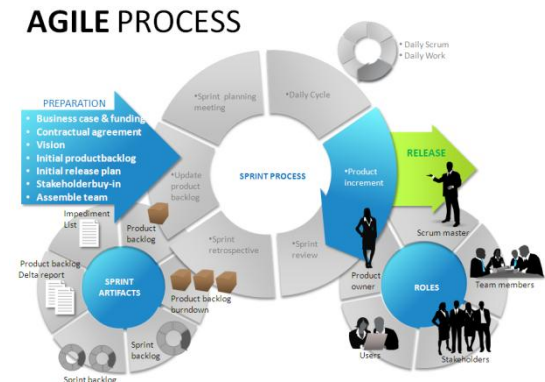 AGILE PROCESS
• Daily Scrum
• Daily Work
PREPARATION
• Business case & funding
• Contractual agreement
• Vision
• Initial productbacklog
• Initial release plan
• Stakeholderbuy-in
• Assemble team
•Sprint planning
meeting
•Daily Cycle
•Update
product
backlog
SPRINT PROCESS
•Product
increment
RELEASE
•Sprint
retrospective
•Sprint
review
Impediment
List
Product
backlog
Product backlog
Delta report
SPRINT
ARTIFACTS
Product backlog
burndown
Sprint
backlog
Sprint backlog
Scrum master
Product
owner
ROLES
Team members
Users
Stakeholders